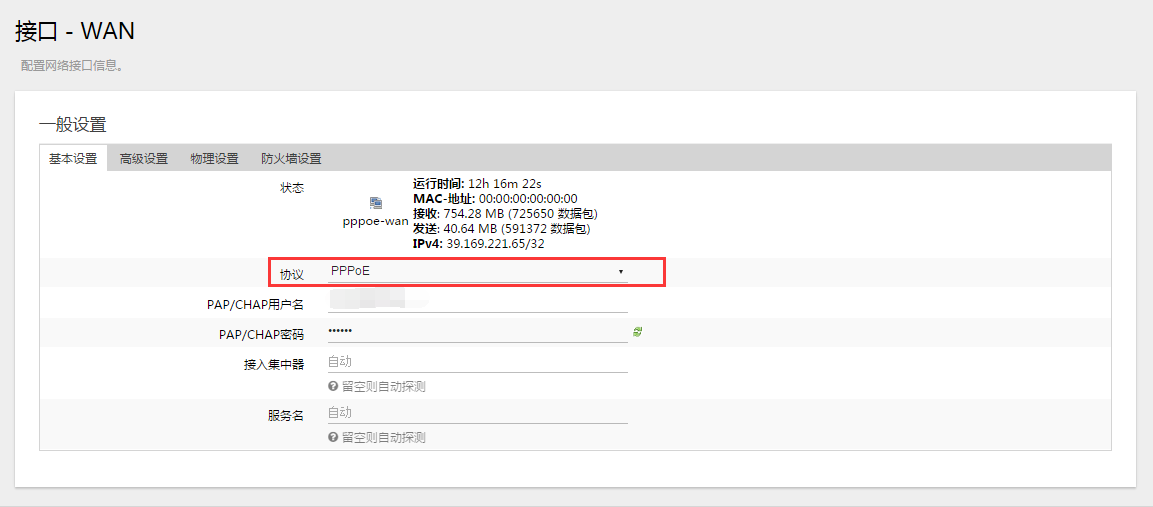 接口 - WAN
配置网络接口信息。
一般设置
基本设置 高级设置 物理设置 防火墙设置
状态
pppoe-wan
运行时间: 12h 16m 22s
MAC-地址: 00:00:00:00:00:00
接收: 754.28 MB (725650 数据包)
发送: 40.64 MB (591372 数据包)
IPv4: 39.169.221.65/32
协议 PPPoE
PAP/CHAP用户名
PAP/CHAP密码 ••••••
接入集中器 自动
留空则自动探测
服务名 自动
留空则自动探测